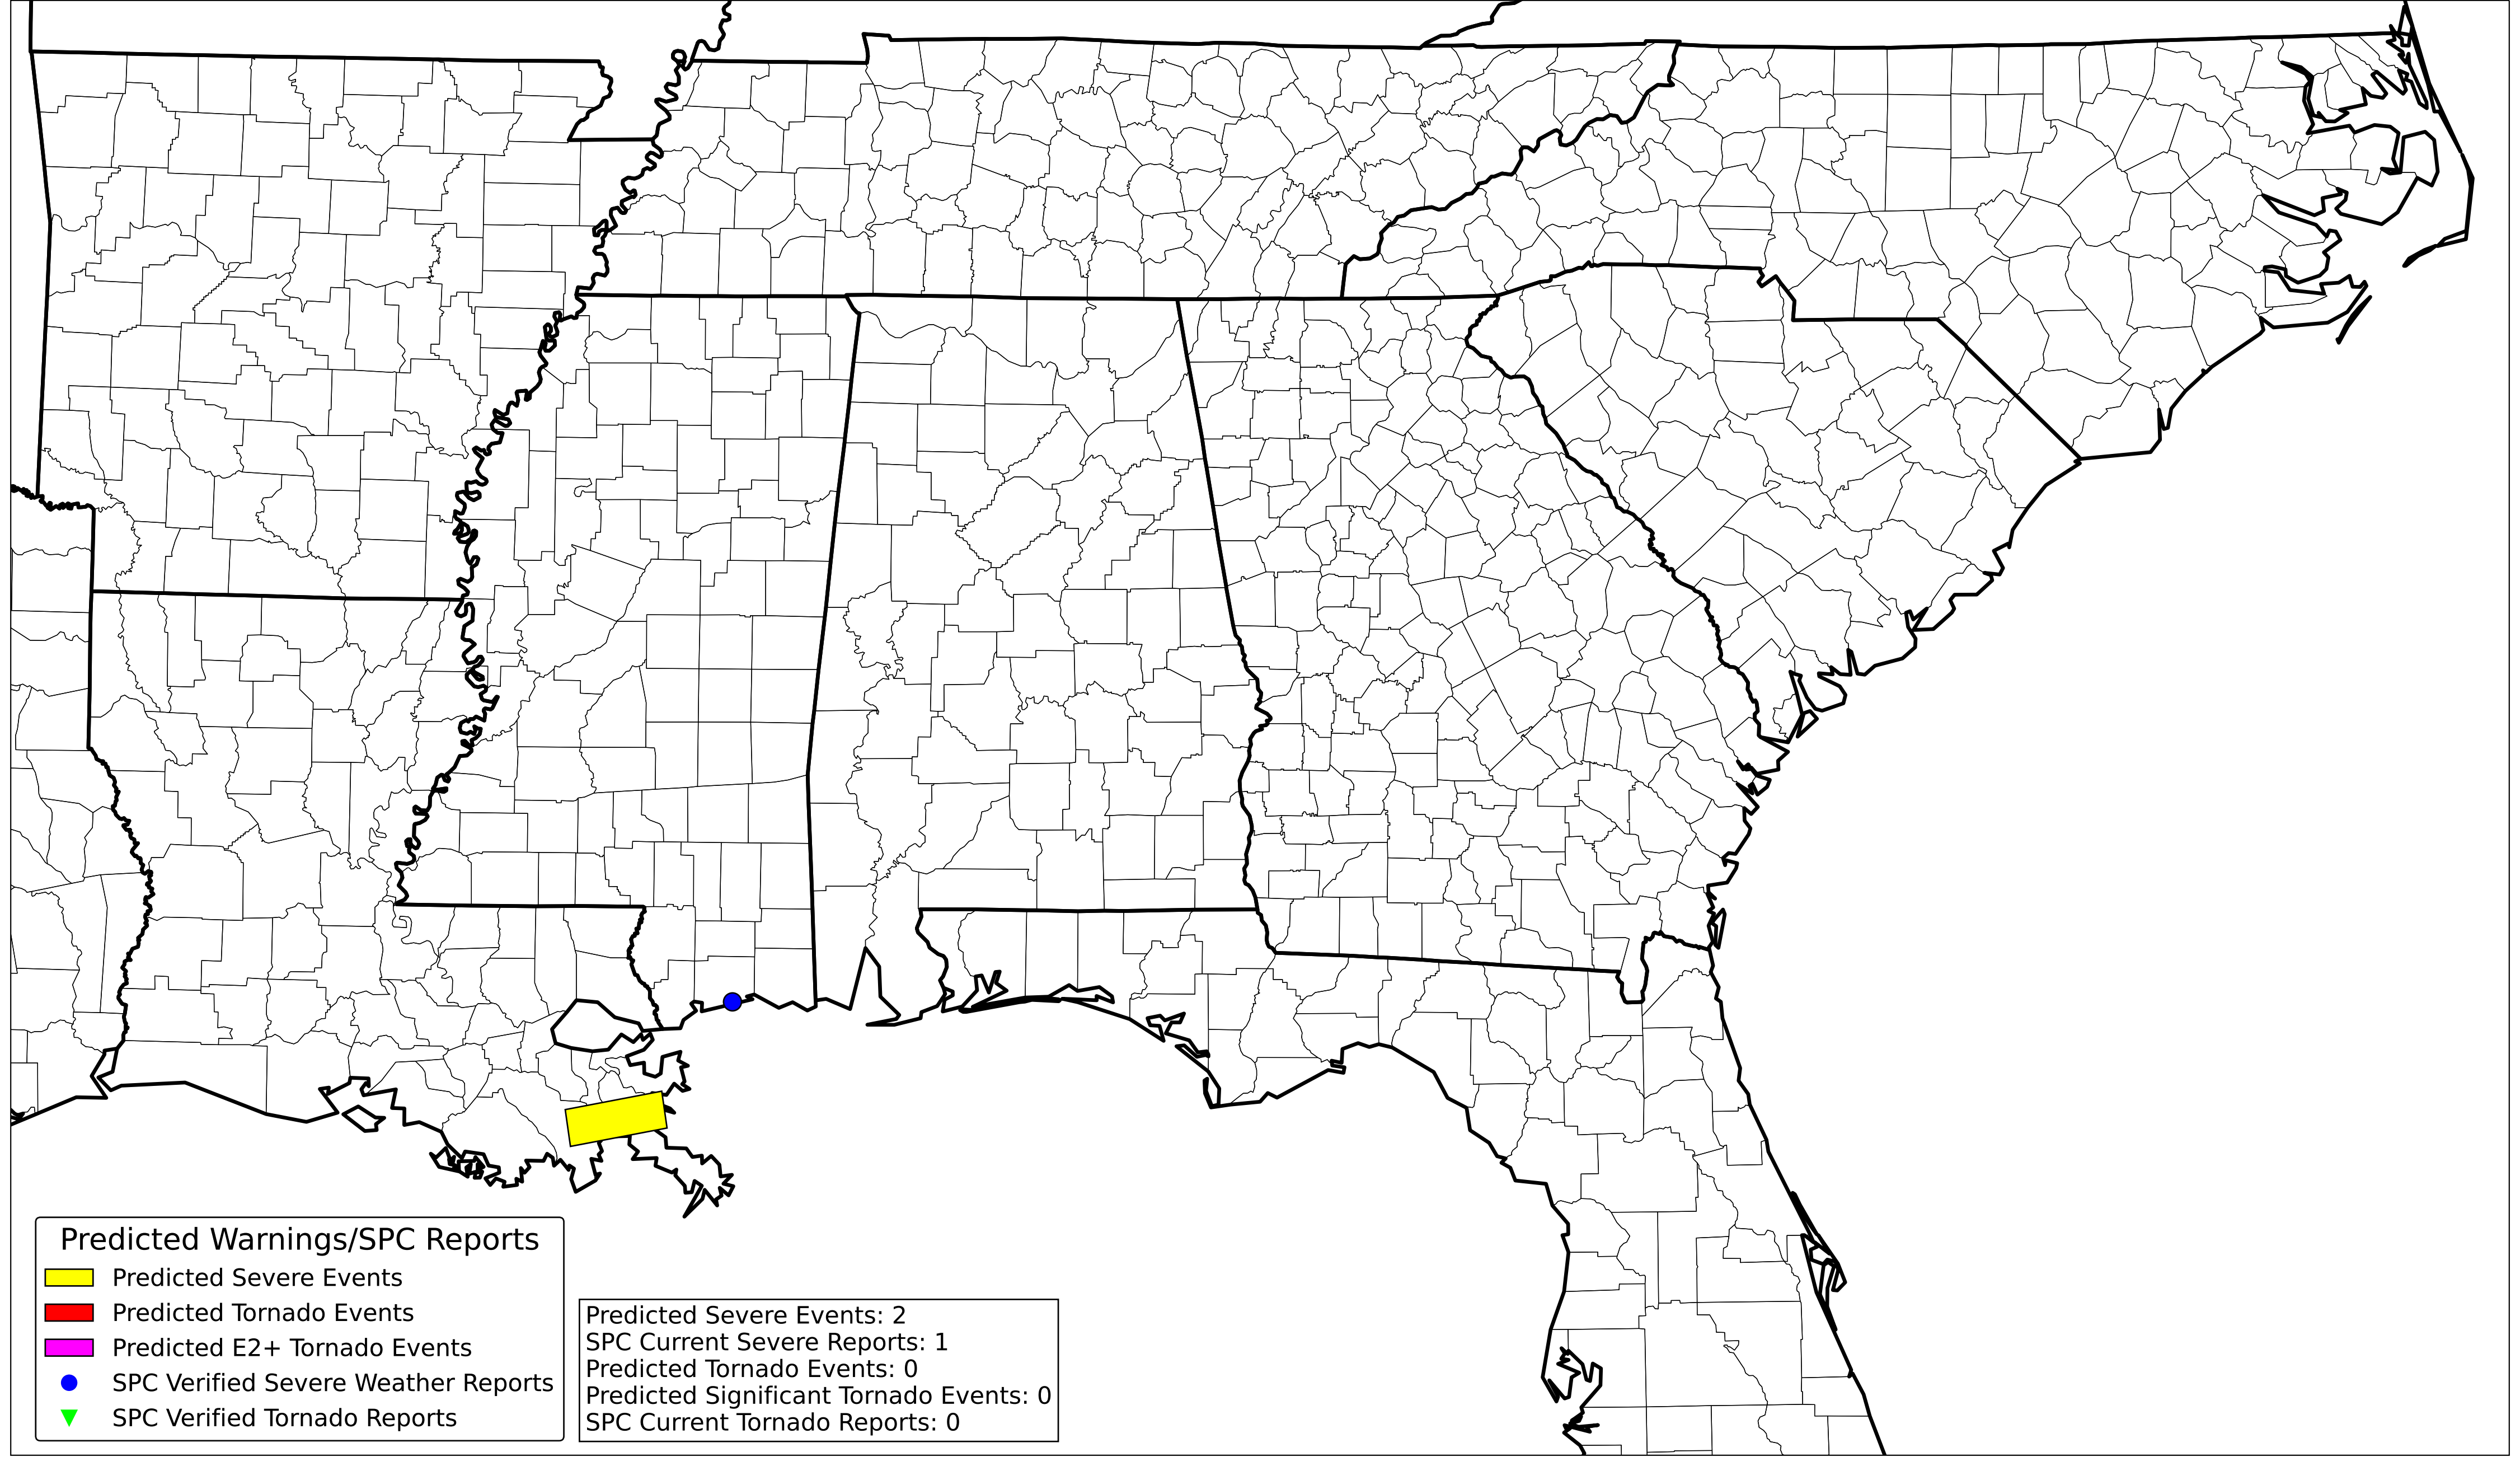 Predicted Warnings/SPC Reports
Predicted Severe Events
Predicted Tornado Events
Predicted E2+ Tornado Events
SPC Verified Severe Weather Reports
SPC Verified Tornado Reports
Predicted Severe Events: 2
SPC Current Severe Reports: 1
Predicted Tornado Events: 0
Predicted Significant Tornado Events: 0
SPC Current Tornado Reports: 0